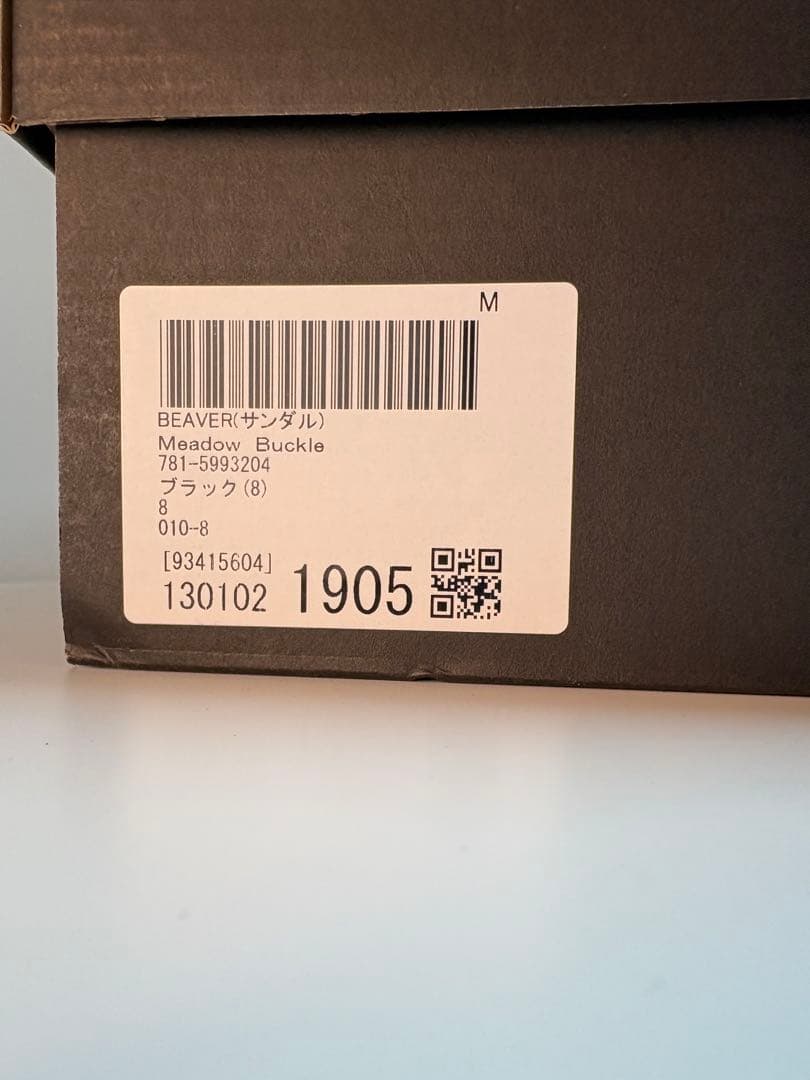 M
BEAVER(サンダル)
Meadow Buckle
781-5993204
ブラック(8)
8
010-8
[93415604]
130102 1905